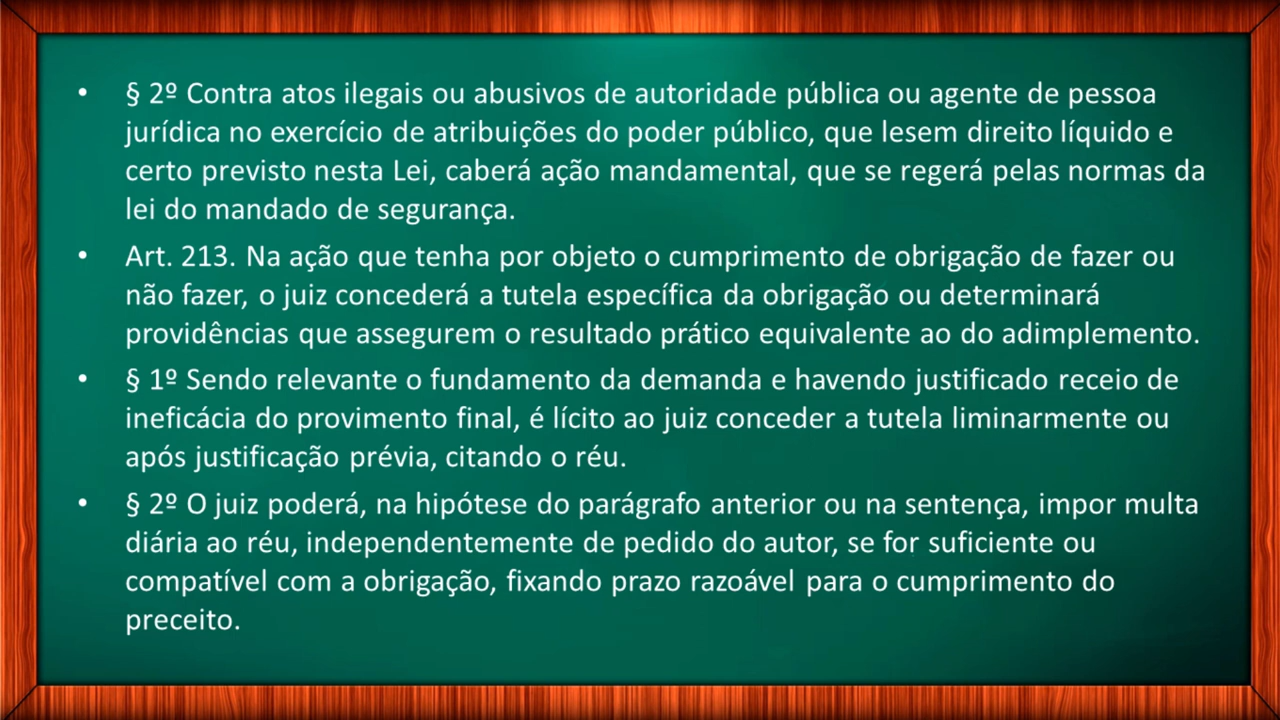 • § 2º Contra atos ilegais ou abusivos de autoridade pública ou agente de pessoa
jurídica no exercício de atribuições do poder público, que lesem direito líquido e
certo previsto nesta Lei, caberá ação mandamental, que se regerá pelas normas da
lei do mandado de segurança.
• Art. 213. Na ação que tenha por objeto o cumprimento de obrigação de fazer ou
não fazer, o juiz concederá a tutela específica da obrigação ou determinará
providências que assegurem o resultado prático equivalente ao do adimplemento.
• § 1º Sendo relevante o fundamento da demanda e havendo justificado receio de
ineficácia do provimento final, é lícito ao juiz conceder a tutela liminarmente ou
após justificação prévia, citando o réu.
• § 2º O juiz poderá, na hipótese do parágrafo anterior ou na sentença, impor multa
diária ao réu, independentemente de pedido do autor, se for suficiente ou
compatível com a obrigação, fixando prazo razoável para o cumprimento do
preceito.